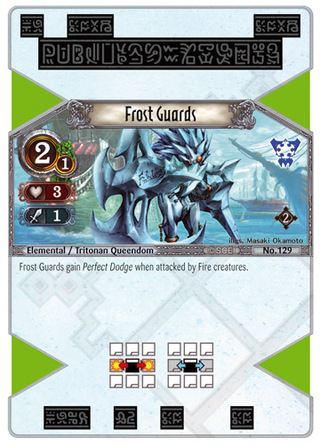 Frost Guards
2
1
3
1
2
illus. Masaki Okamoto
Elemental / Tritonan Queendom
SOE
No.129
Frost Guards gain Perfect Dodge when attacked by Fire creatures.